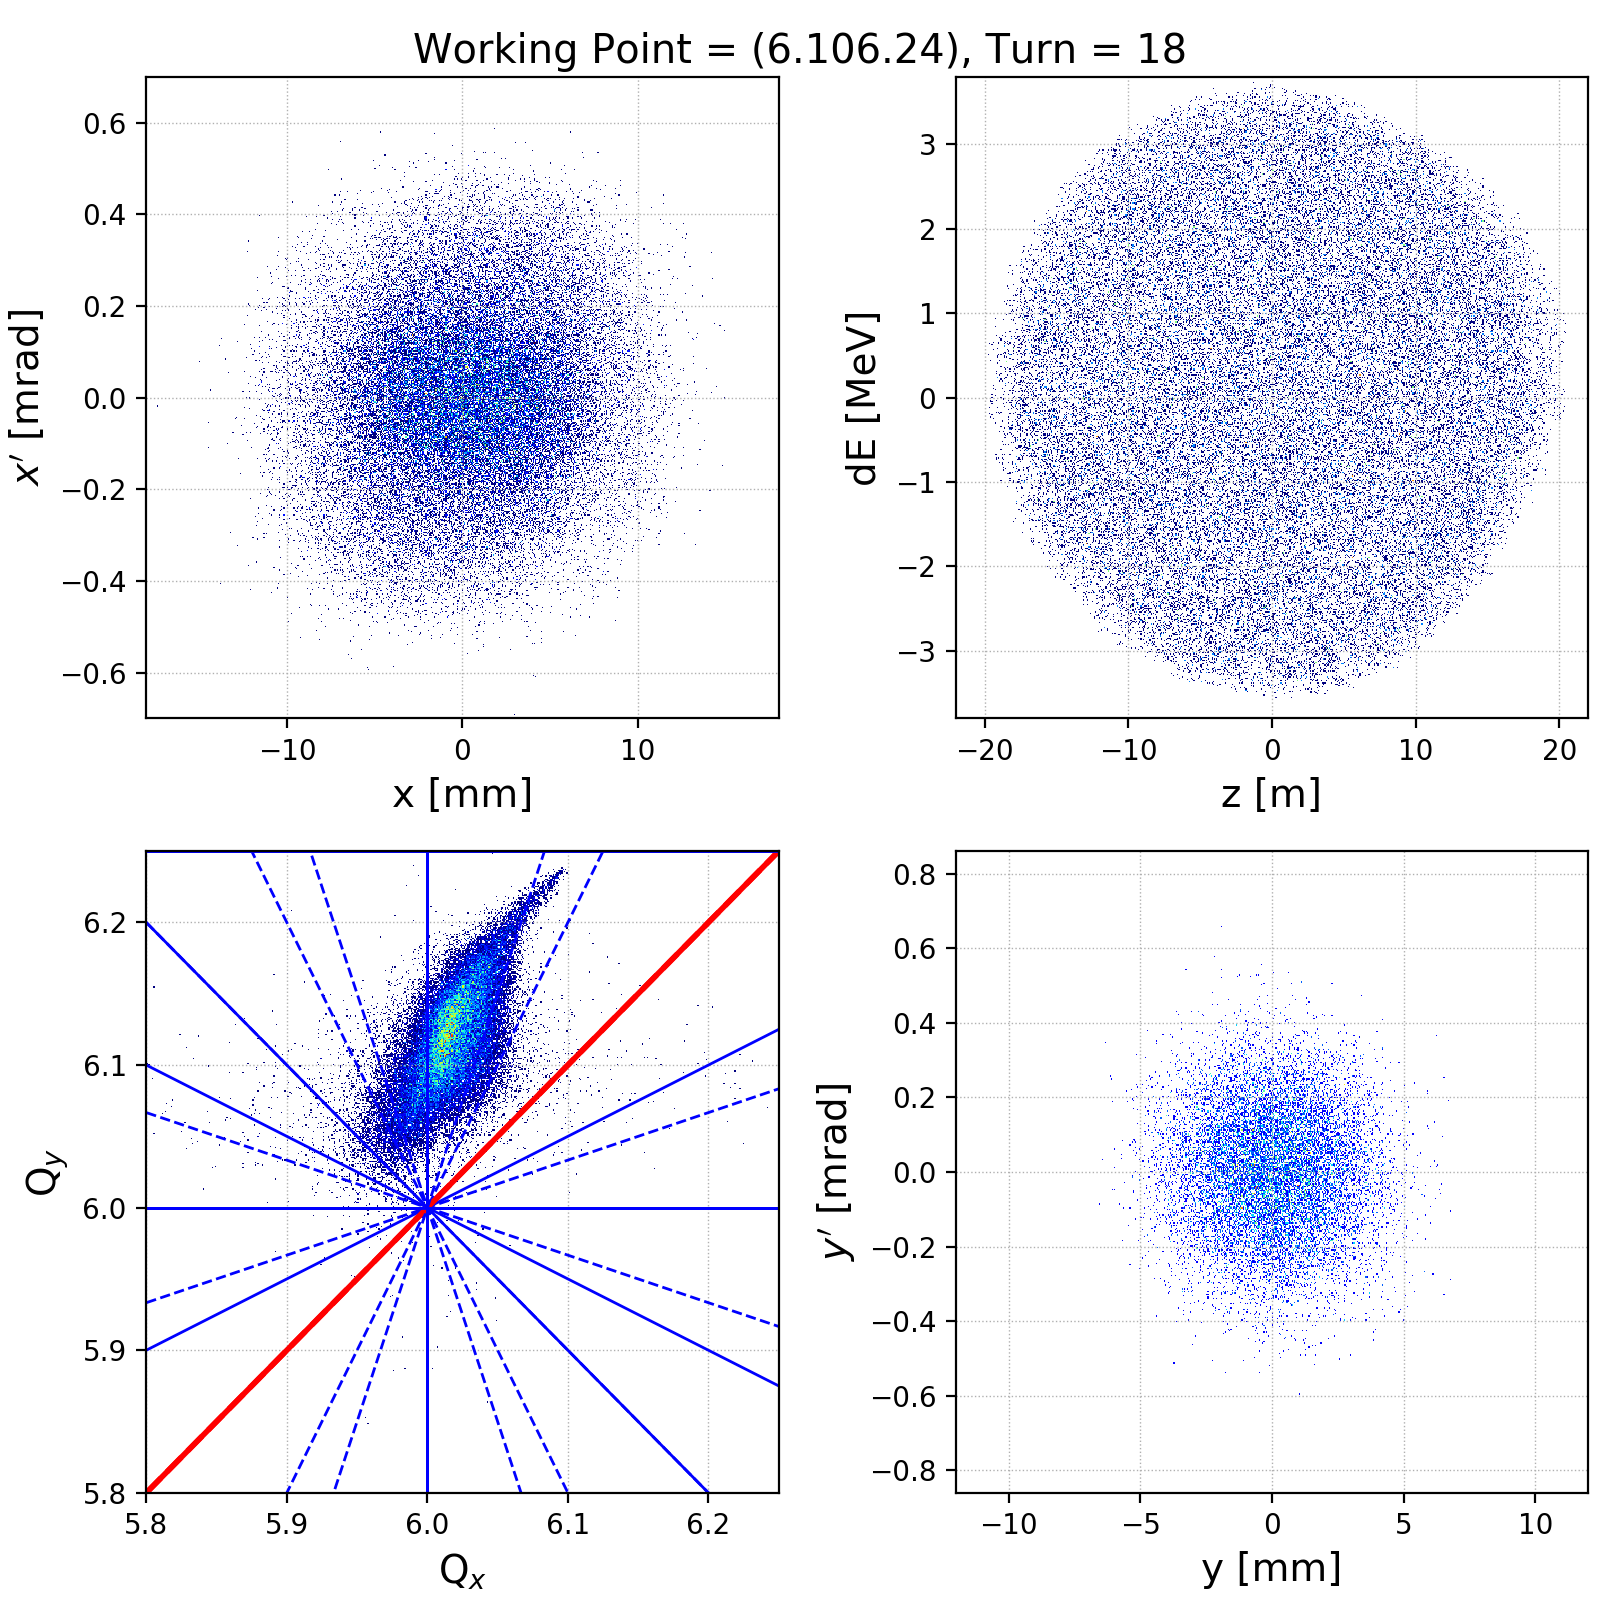 Working Point = (6.106.24), Turn = 18
0.6
0.4
0.2
0.0
−0.2
−0.4
−0.6
x′ [mrad]
−10 0 10
x [mm]
3
2
1
0
−1
−2
−3
dE [MeV]
−20 −10 0 10 20
z [m]
6.2
6.1
6.0
5.9
5.8
Qy
5.8 5.9 6.0 6.1 6.2
Qx
0.8
0.6
0.4
0.2
0.0
−0.2
−0.4
−0.6
−0.8
y′ [mrad]
−10 −5 0 5 10
y [mm]